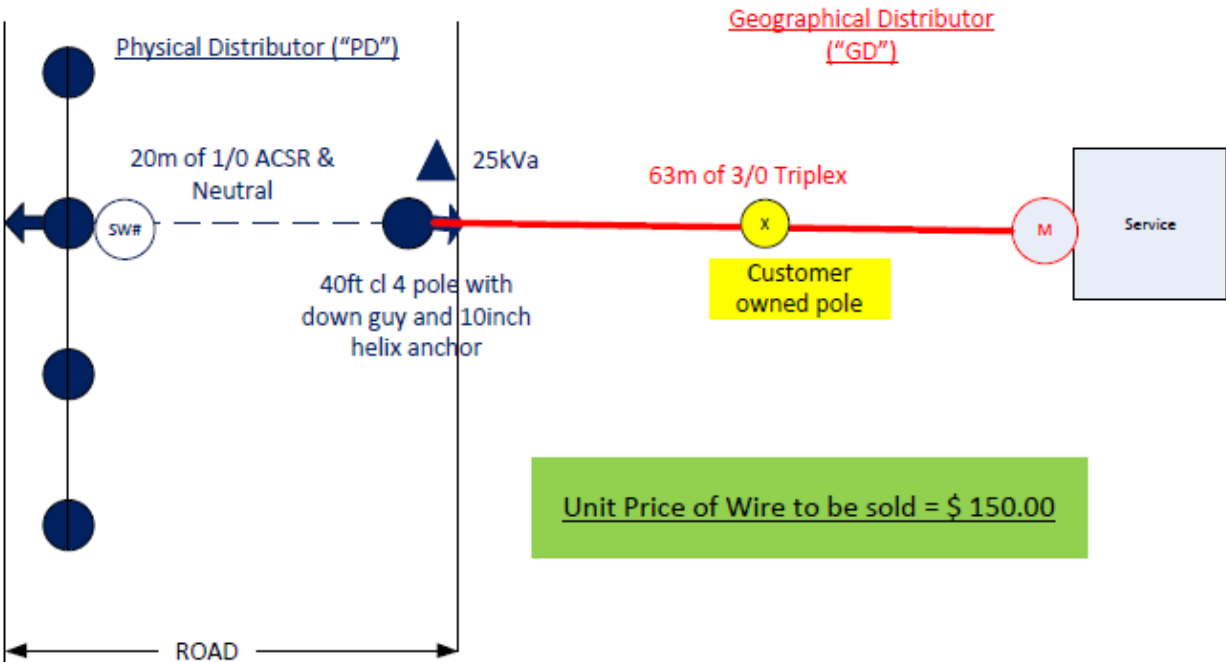 Physical Distributor ("PD")
Geographical Distributor
("GD")
20m of 1/0 ACSR &
Neutral
25kVa
63m of 3/0 Triplex
SW#
X
M
Service
40ft cl 4 pole with
down guy and 10inch
helix anchor
Customer
owned pole
Unit Price of Wire to be sold = $ 150.00
ROAD